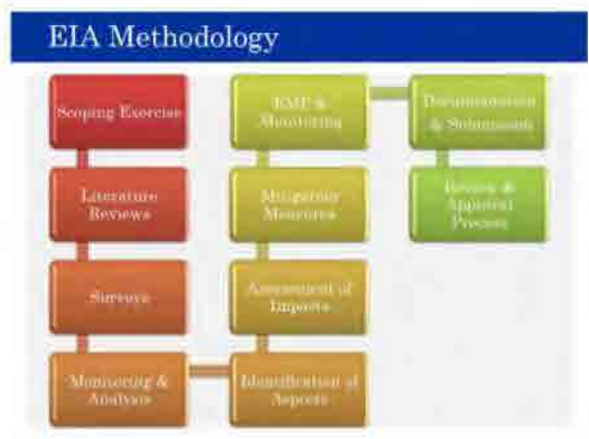 EIA Methodology
Scoping Exercise
Literature
Reviews
Surveys
Monitoring &
Analysis
Identification of
Aspects
Assessment of
Impacts
Mitigation
Measures
EMP &
Monitoring
Documentation
& Submission
Review &
Approval
Process